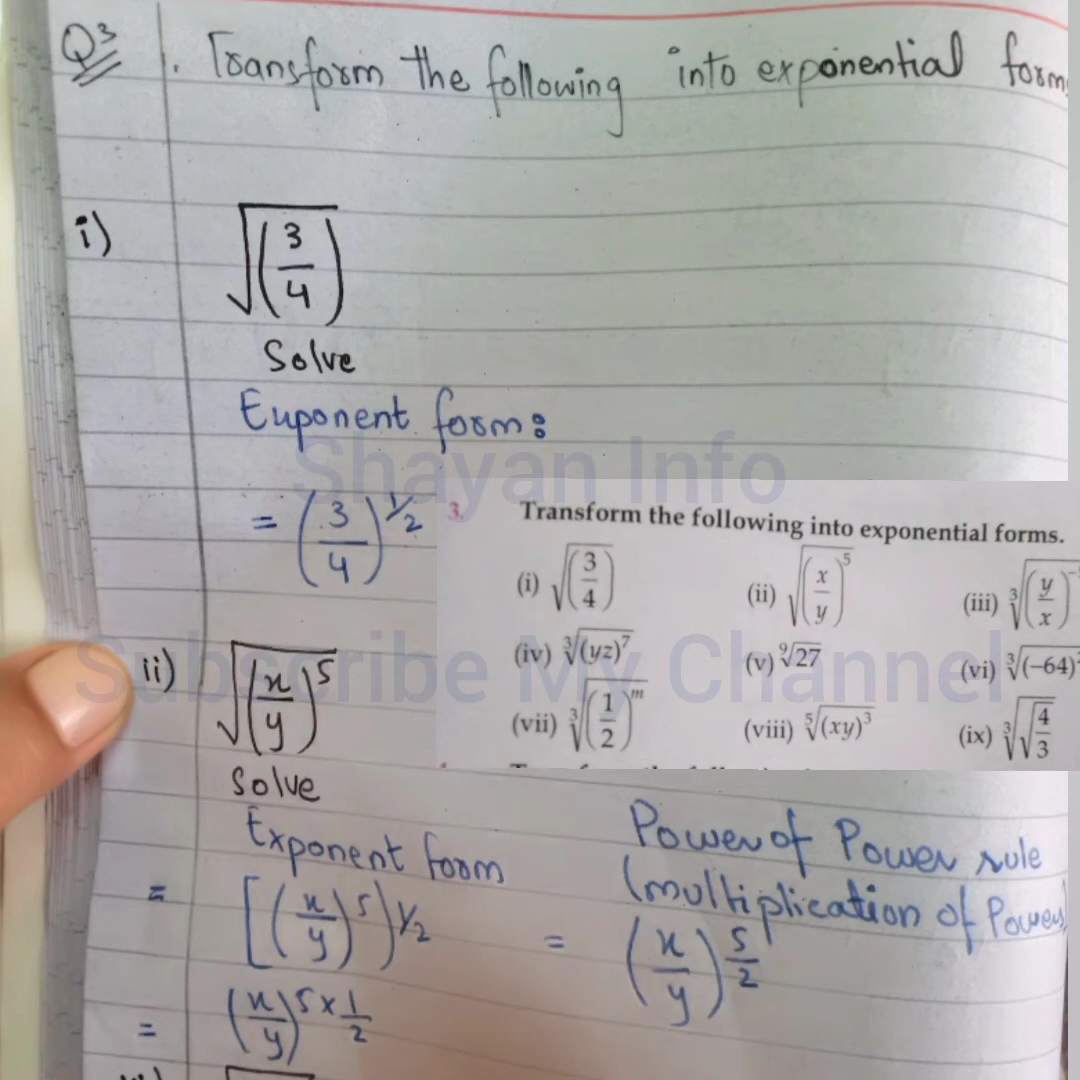 Q3. Transform the following into exponential form
i) √(3/4)
Solve
Euponent form:
= (3/4)^1/2
ii) √(x/y)^5
Solve
Exponent form
= [(x/y)^5)^1/2
= (x/y)^5×1/2
Power of Power rule
(multiplication of Powers)
= (x/y)^5/2
3. Transform the following into exponential forms.
(i) √(3/4) (ii) √(x/y)^5 (iii) ∛(y/x)
(iv) ∛(yz)^7 (v) ⁹√27 (vi) ∛(-64)
(vii) ∛(1/2)^m (viii) ⁵√(xy)^3 (ix) ∛√4/3
Shayan Info
Subscribe My Channel